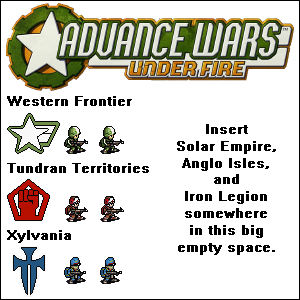 ADVANCE WARS
UNDER FIRE
Western Frontier
Tundran Territories
Xylvania
Insert
Solar Empire,
Anglo Isles,
and
Iron Legion
somewhere
in this big
empty space.